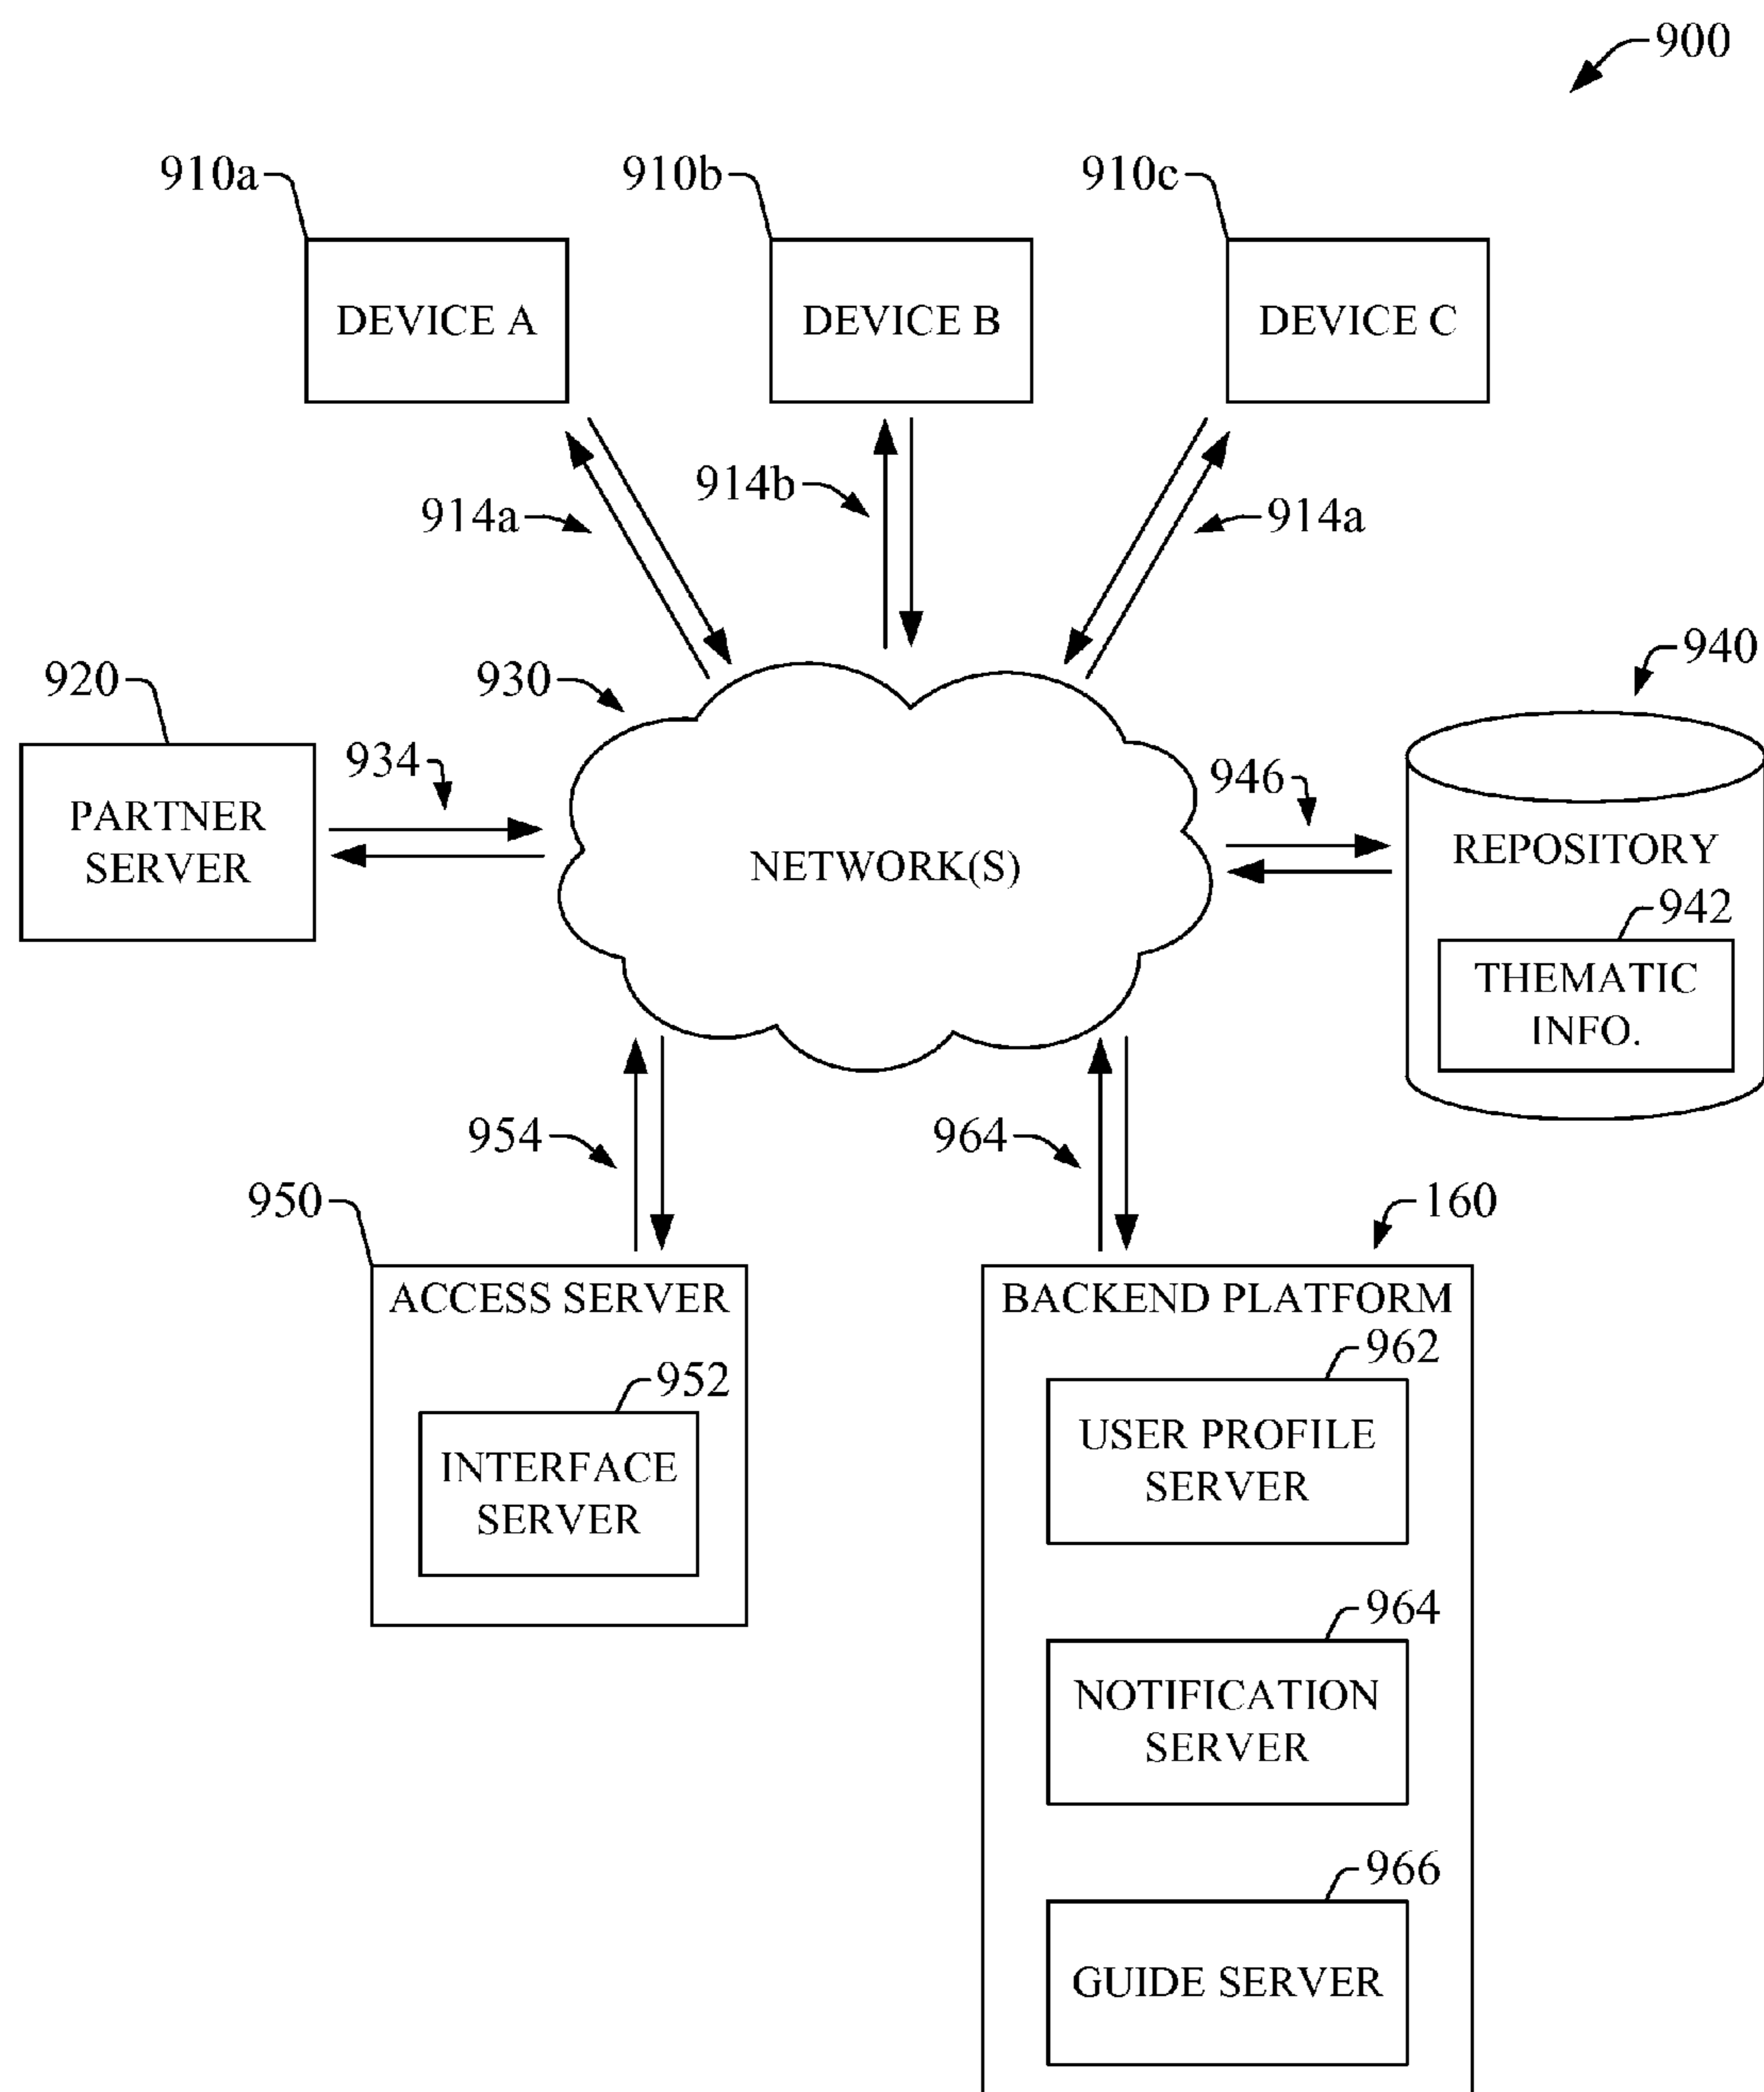 900
910a
910b
910c
DEVICE A
DEVICE B
DEVICE C
914a
914b
914a
920
930
940
934
946
PARTNER
SERVER
NETWORK(S)
REPOSITORY
942
THEMATIC
INFO.
954
964
950
160
ACCESS SERVER
952
INTERFACE
SERVER
BACKEND PLATFORM
962
USER PROFILE
SERVER
964
NOTIFICATION
SERVER
966
GUIDE SERVER